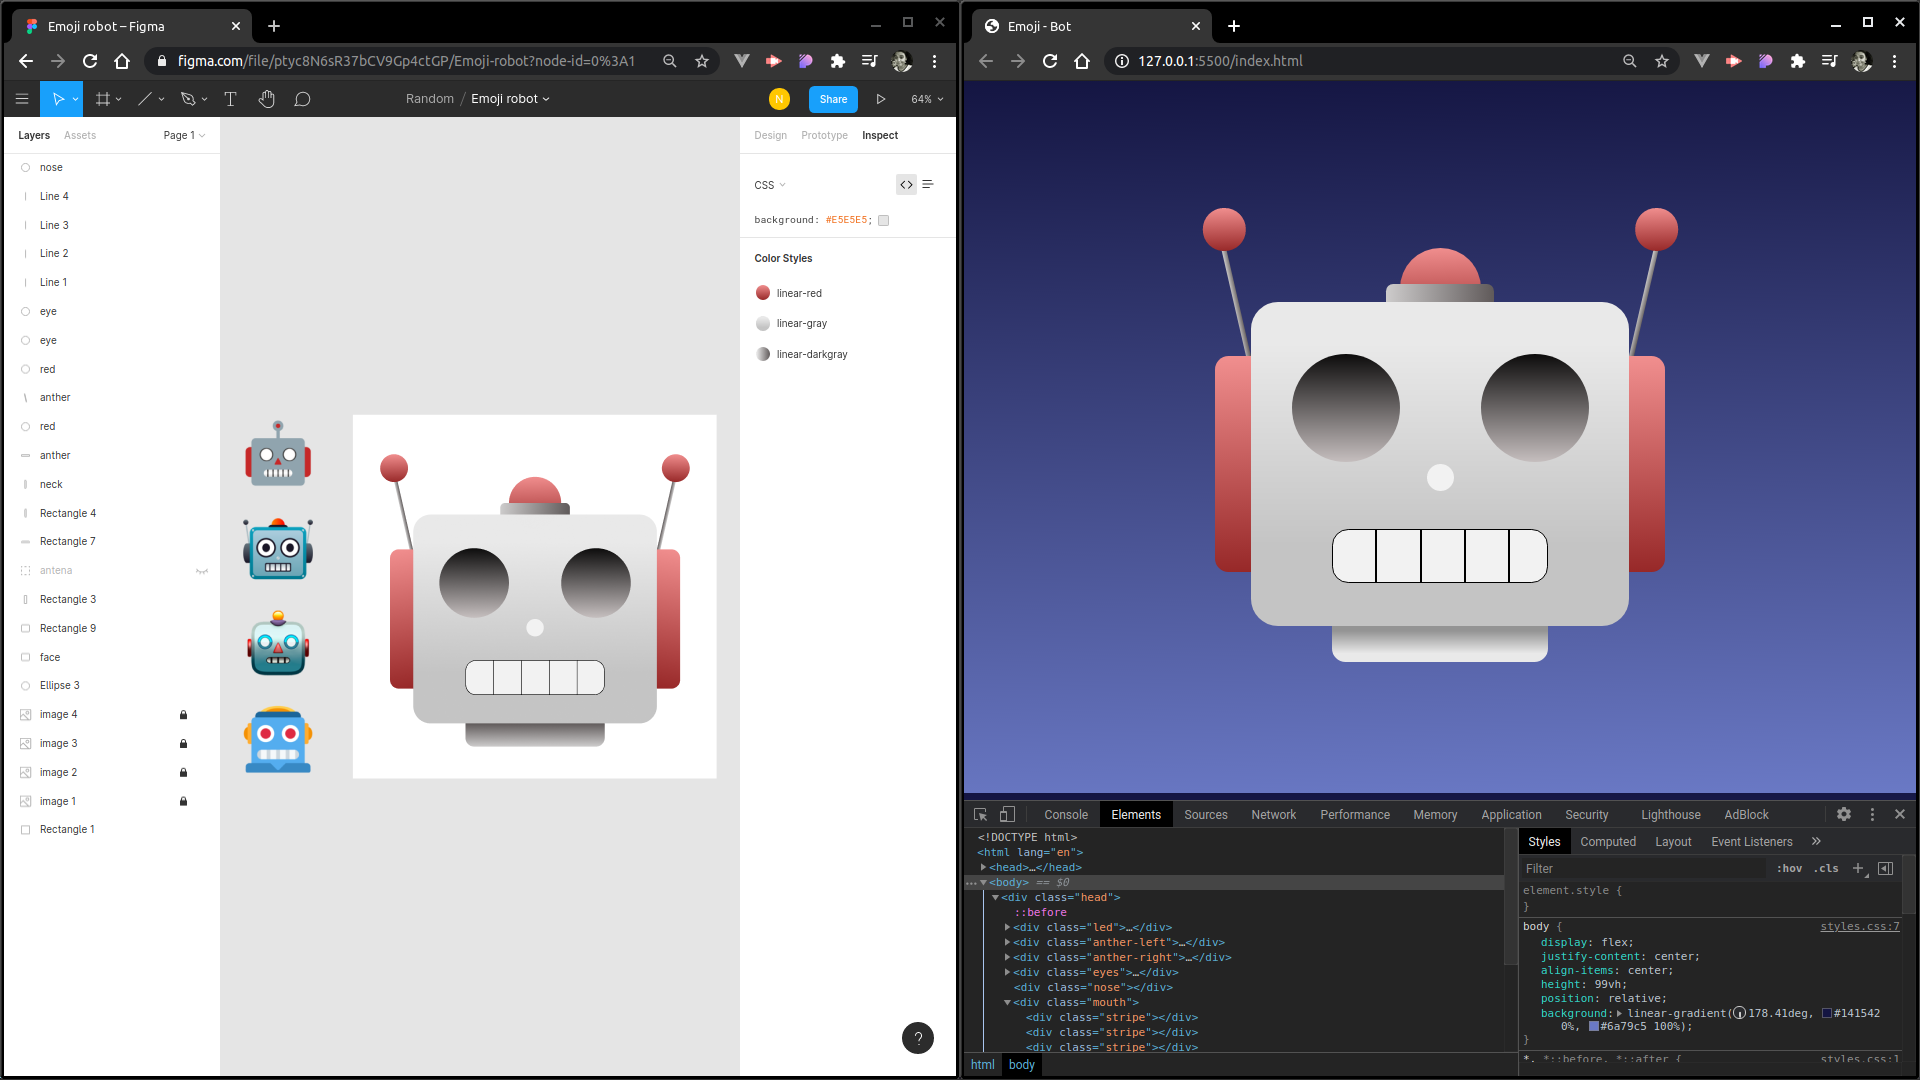 Emoji robot – Figma
figma.com/file/ptyc8N6sR37bCV9Gp4ctGP/Emoji-robot?node-id=0%3A1
Random / Emoji robot
N
Share
64%
Layers
Assets
Page 1
nose
Line 4
Line 3
Line 2
Line 1
eye
eye
red
anther
red
anther
neck
Rectangle 4
Rectangle 7
antena
Rectangle 3
Rectangle 9
face
Ellipse 3
image 4
image 3
image 2
image 1
Rectangle 1
Design
Prototype
Inspect
CSS
background: #E5E5E5;
Color Styles
linear-red
linear-gray
linear-darkgray
?
Emoji - Bot
127.0.0.1:5500/index.html
Console Elements Sources Network Performance Memory Application Security Lighthouse AdBlock
<!DOCTYPE html>
<html lang="en">
<head>…</head>
<body> == $0
<div class="head">
::before
<div class="led">…</div>
<div class="anther-left">…</div>
<div class="anther-right">…</div>
<div class="eyes">…</div>
<div class="nose"></div>
<div class="mouth">
<div class="stripe"></div>
<div class="stripe"></div>
<div class="stripe"></div>
html body
Styles Computed Layout Event Listeners »
Filter
:hov .cls +
element.style {
}
body {
styles.css:7
display: flex;
justify-content: center;
align-items: center;
height: 99vh;
position: relative;
background: linear-gradient(178.41deg, #141542
0%, #6a79c5 100%);
}
*, *::before, *::after {
styles.css:1